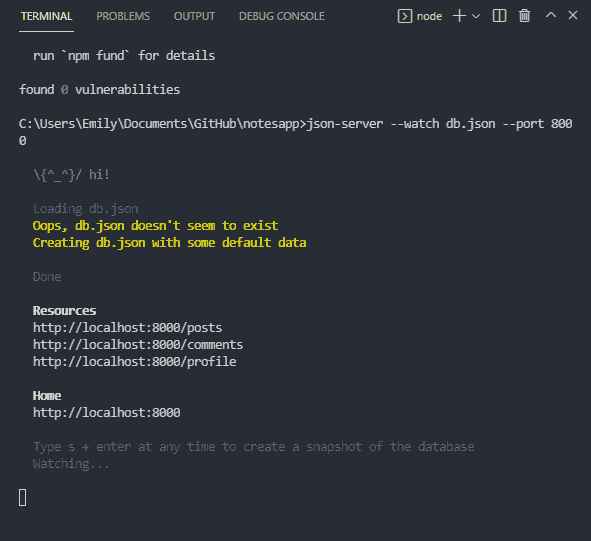 TERMINAL PROBLEMS OUTPUT DEBUG CONSOLE node
run `npm fund` for details
found 0 vulnerabilities
C:\Users\Emily\Documents\GitHub\notesapp>json-server --watch db.json --port 800
0
\{^_^}/ hi!
Loading db.json
Oops, db.json doesn't seem to exist
Creating db.json with some default data
Done
Resources
http://localhost:8000/posts
http://localhost:8000/comments
http://localhost:8000/profile
Home
http://localhost:8000
Type s + enter at any time to create a snapshot of the database
Watching...